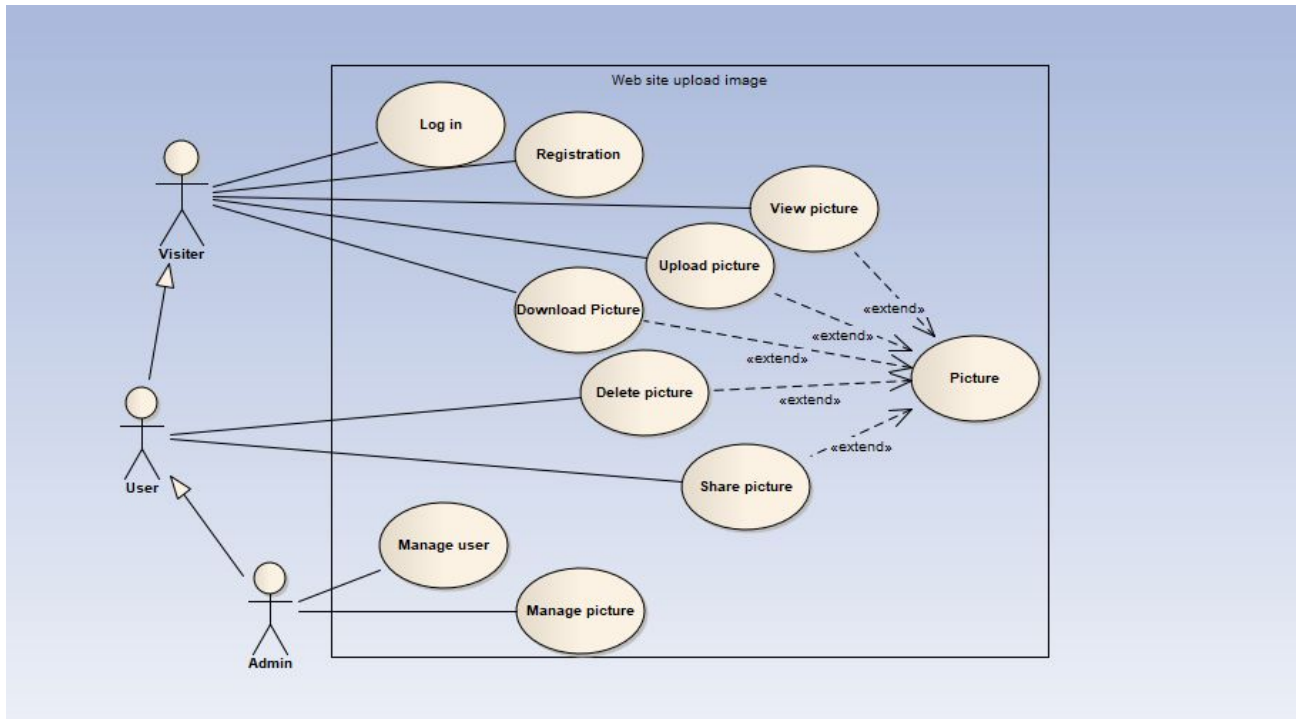 Web site upload image
Log in
Registration
View picture
Visiter
Upload picture
Download Picture
«extend»
«extend»
«extend»
Picture
Delete picture
«extend»
«extend»
User
Share picture
Manage user
Manage picture
Admin